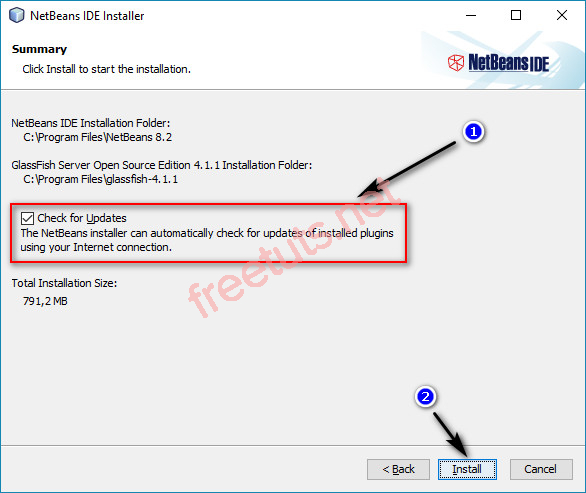 NetBeans IDE Installer
Summary
Click Install to start the installation.
NetBeans IDE
NetBeans IDE Installation Folder:
C:\Program Files\NetBeans 8.2
1
GlassFish Server Open Source Edition 4.1.1 Installation Folder:
C:\Program Files\glassfish-4.1.1
Check for Updates
The NetBeans installer can automatically check for updates of installed plugins
using your Internet connection.
freetuts.net
Total Installation Size:
791,2 MB
2
< Back
Install
Cancel